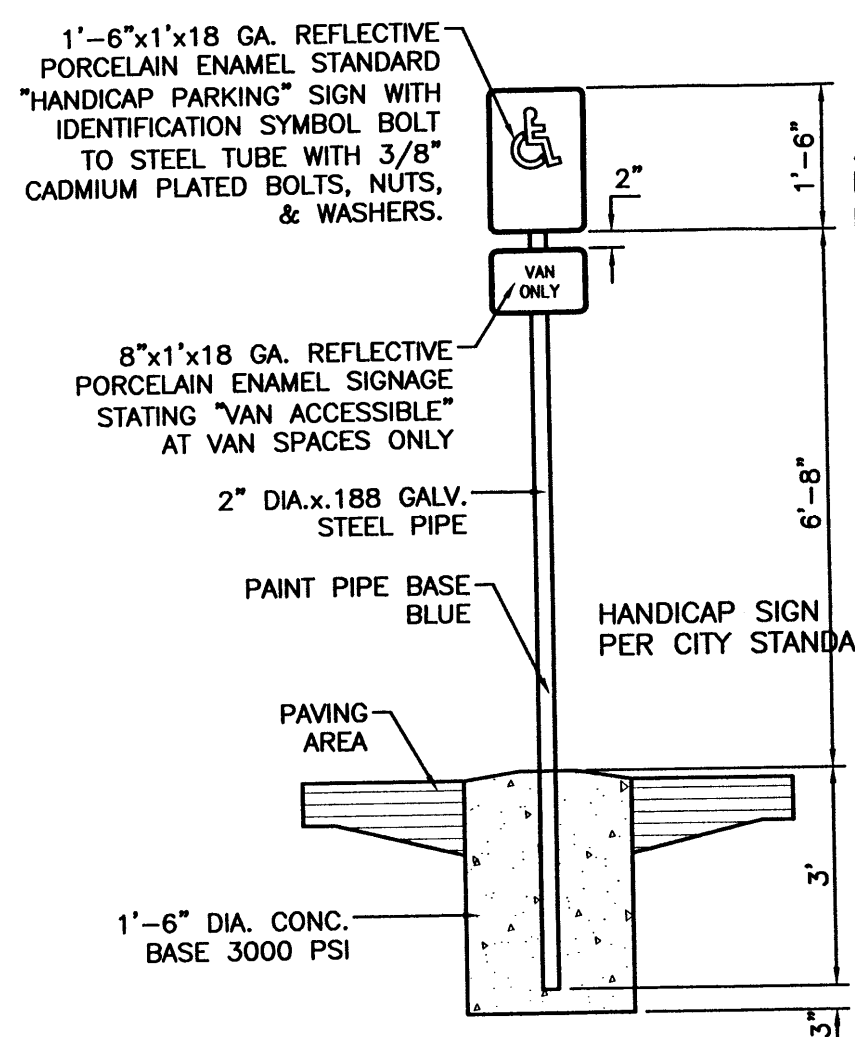 1'-6"x1'x18 GA. REFLECTIVE
PORCELAIN ENAMEL STANDARD
"HANDICAP PARKING" SIGN WITH
IDENTIFICATION SYMBOL BOLT
TO STEEL TUBE WITH 3/8"
CADMIUM PLATED BOLTS, NUTS,
& WASHERS.
2"
1'-6"
VAN
ONLY
8"x1'x18 GA. REFLECTIVE
PORCELAIN ENAMEL SIGNAGE
STATING "VAN ACCESSIBLE"
AT VAN SPACES ONLY
2" DIA.x.188 GALV.
STEEL PIPE
6'-8"
PAINT PIPE BASE
BLUE
HANDICAP SIGN
PER CITY STANDA
PAVING
AREA
3'
1'-6" DIA. CONC.
BASE 3000 PSI
3"